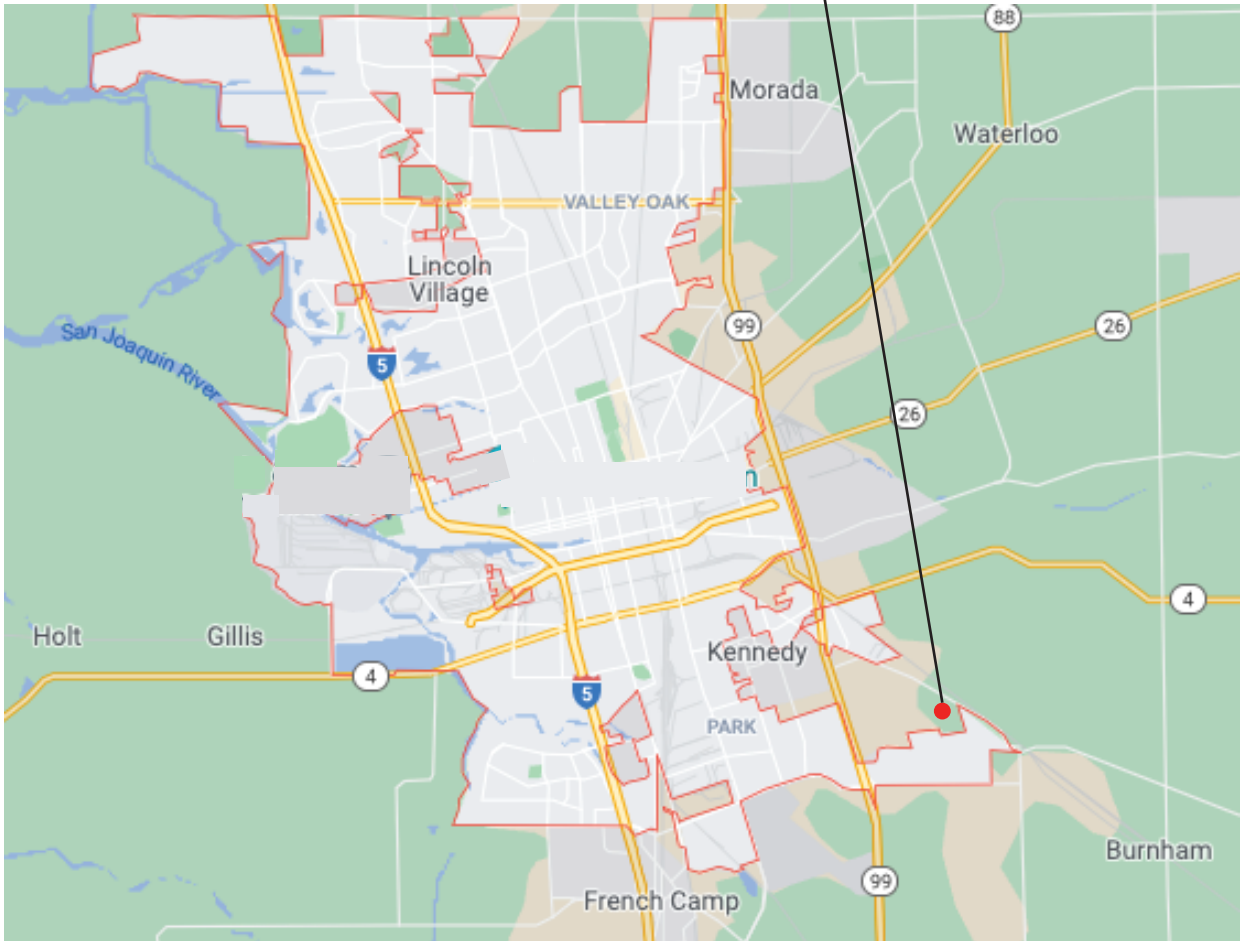 88
Morada
Waterloo
VALLEY OAK
Lincoln
Village
99
26
San Joaquin River
5
26
n
4
Holt
Gillis
Kennedy
4
5
PARK
Burnham
99
French Camp